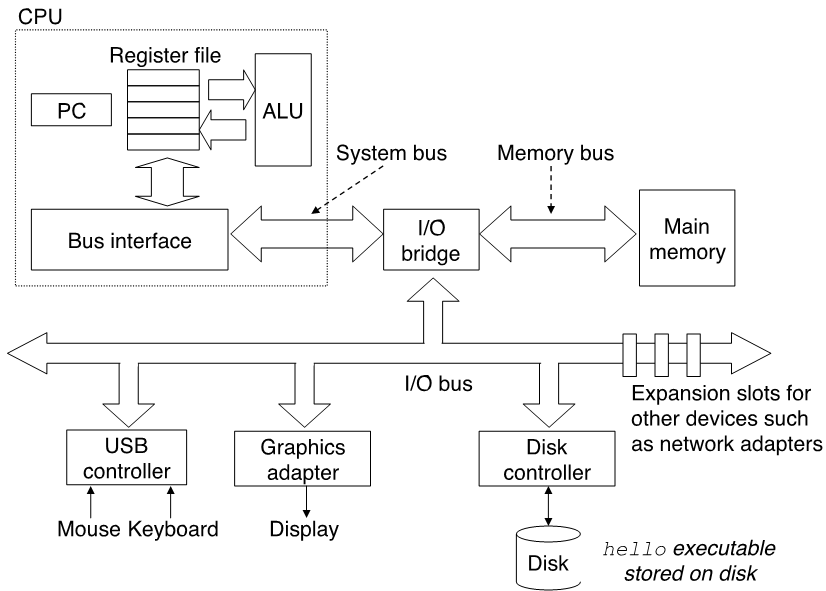 CPU
Register file
PC
ALU
System bus
Memory bus
Bus interface
I/O
bridge
Main
memory
I/O bus
Expansion slots for
other devices such
as network adapters
USB
controller
Graphics
adapter
Disk
controller
Mouse Keyboard
Display
Disk
hello executable
stored on disk